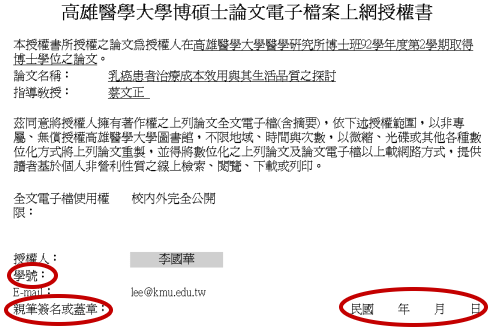 高雄醫學大學博碩士論文電子檔案上網授權書
本授權書所授權之論文為授權人在高雄醫學大學醫學研究所博士班92學年度第2學期取得
博士學位之論文。
論文名稱： 乳癌患者治療成本效用與其生活品質之探討
指導教授： 蔡文正
茲同意將授權人擁有著作權之上列論文全文電子檔(含摘要)，依下述授權範圍，以非專
屬、無償授權高雄醫學大學圖書館，不限地域、時間與次數，以微縮、光碟或其他各種數
位化方式將上列論文重製，並得將數位化之上列論文及論文電子檔以上載網路方式，提供
讀者基於個人非營利性質之線上檢索、閱覽、下載或列印。
全文電子檔使用權 校內外完全公開
限：
授權人： 李國華
學號：
E-mail： lee@kmu.edu.tw
親筆簽名或蓋章： 民國 年 月 日